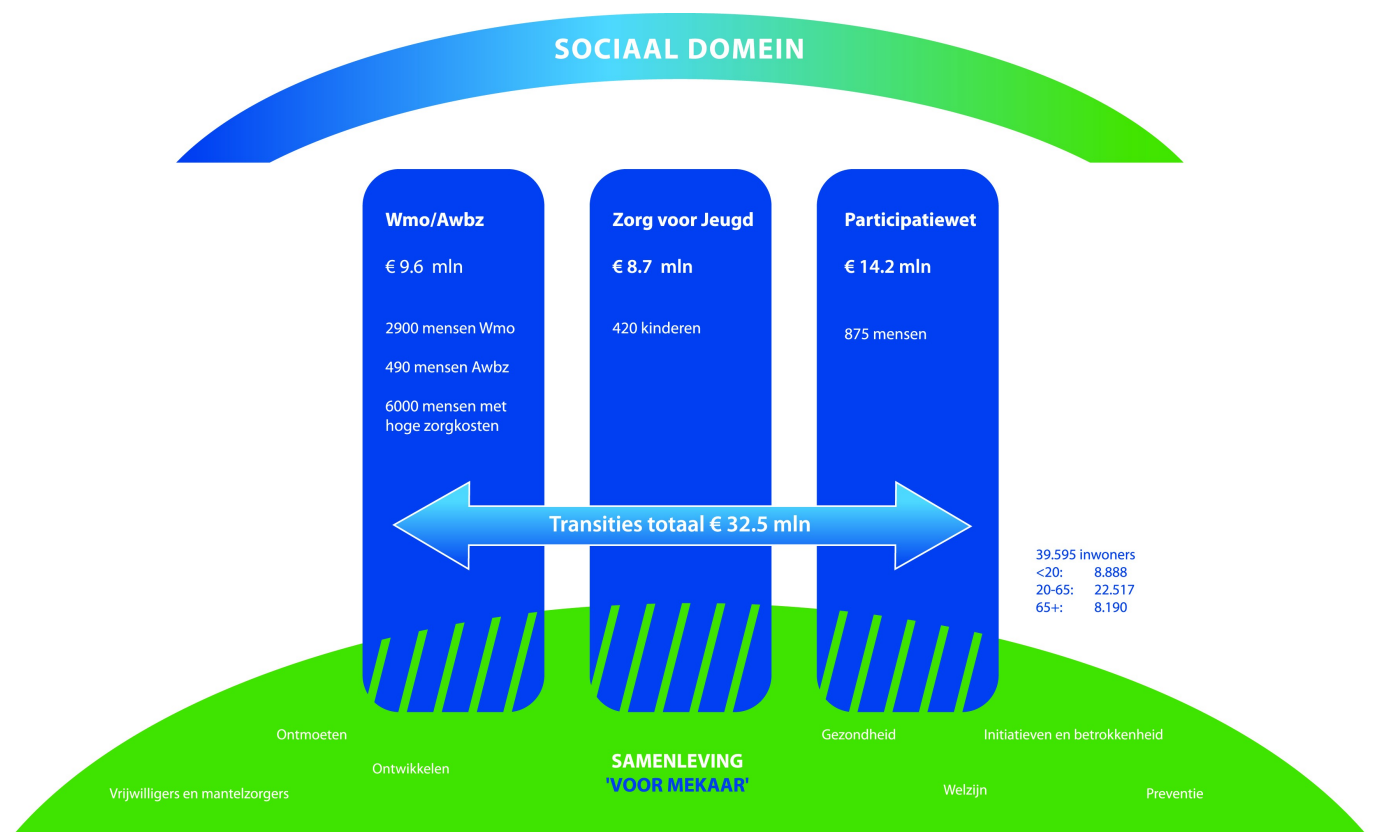 SOCIAAL DOMEIN
Wmo/Awbz
€ 9.6 mln
2900 mensen Wmo
490 mensen Awbz
6000 mensen met
hoge zorgkosten
Zorg voor Jeugd
€ 8.7 mln
420 kinderen
Participatiewet
€ 14.2 mln
875 mensen
Transities totaal € 32.5 mln
39.595 inwoners
<20: 8.888
20-65: 22.517
65+: 8.190
Ontmoeten
Ontwikkelen
Vrijwilligers en mantelzorgers
SAMENLEVING
'VOOR MEKAAR'
Gezondheid
Initiatieven en betrokkenheid
Welzijn
Preventie